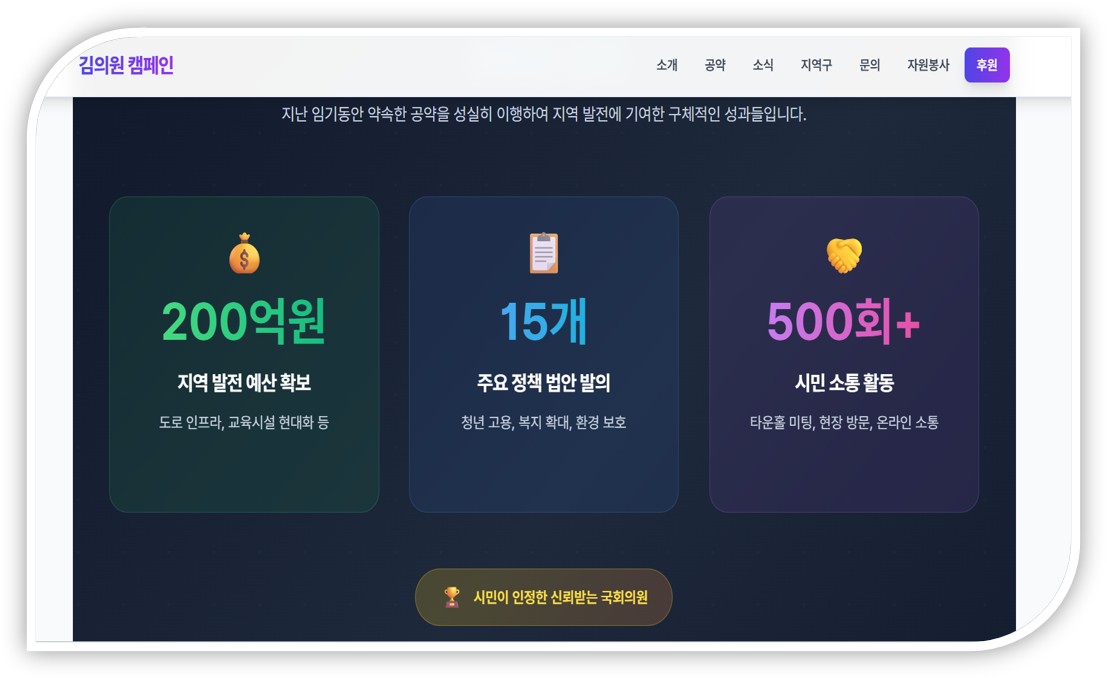 김의원 캠페인
소개 공약 소식 지역구 문의 자원봉사 후원
지난 임기동안 약속한 공약을 성실히 이행하여 지역 발전에 기여한 구체적인 성과들입니다.
200억원
지역 발전 예산 확보
도로 인프라, 교육시설 현대화 등
15개
주요 정책 법안 발의
청년 고용, 복지 확대, 환경 보호
500회+
시민 소통 활동
타운홀 미팅, 현장 방문, 온라인 소통
시민이 인정한 신뢰받는 국회의원